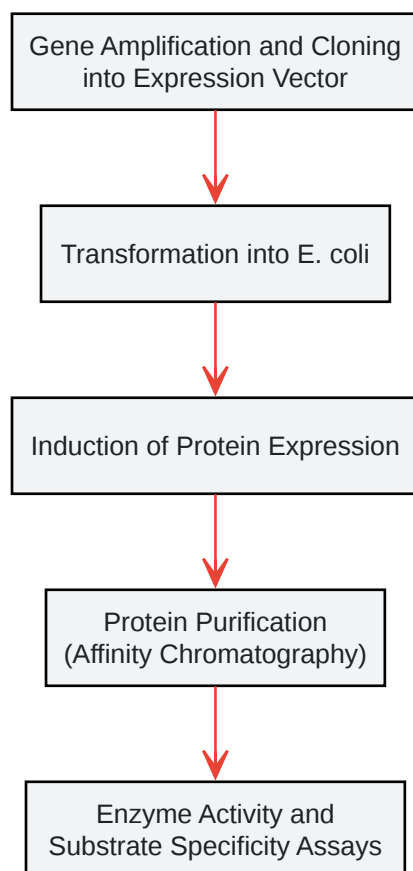 Gene Amplification and Cloning
into Expression Vector
Transformation into E. coli
Induction of Protein Expression
Protein Purification
(Affinity Chromatography)
Enzyme Activity and
Substrate Specificity Assays